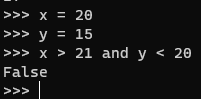 >>> x = 20
>>> y = 15
>>> x > 21 and y < 20
False
>>>